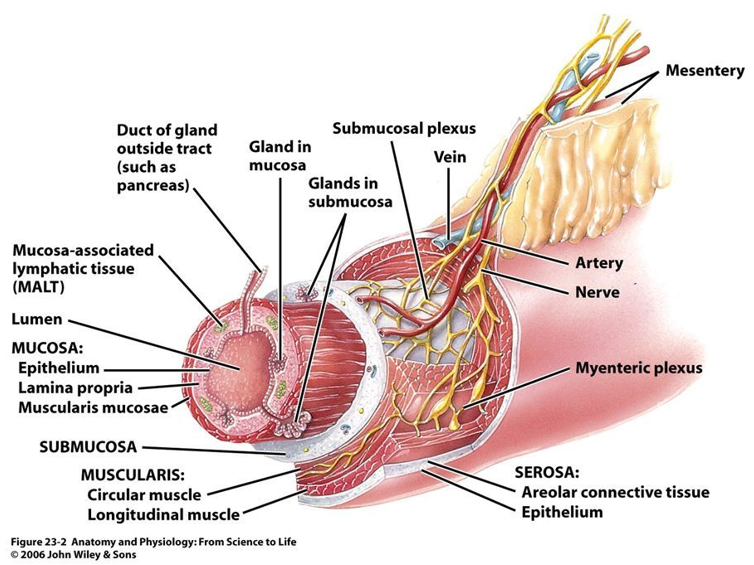 Mesentery
Duct of gland
outside tract
(such as
pancreas)
Gland in
mucosa
Submucosal plexus
Vein
Glands in
submucosa
Mucosa-associated
lymphatic tissue
(MALT)
Artery
Nerve
Lumen
MUCOSA:
Epithelium
Lamina propria
Muscularis mucosae
Myenteric plexus
SUBMUCOSA
MUSCULARIS:
Circular muscle
Longitudinal muscle
SEROSA:
Areolar connective tissue
Epithelium
Figure 23-2 Anatomy and Physiology: From Science to Life
© 2006 John Wiley & Sons